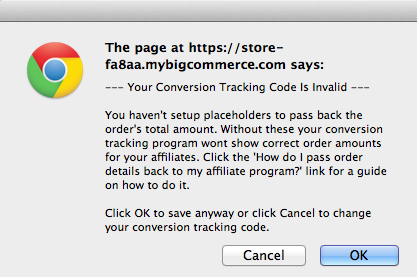 The page at https://store-
fa8aa.mybigcommerce.com says:
--- Your Conversion Tracking Code Is Invalid ---
You haven't setup placeholders to pass back the
order's total amount. Without these your conversion
tracking program wont show correct order amounts
for your affiliates. Click the 'How do I pass order
details back to my affiliate program?' link for a guide
on how to do it.
Click OK to save anyway or click Cancel to change
your conversion tracking code.
Cancel OK